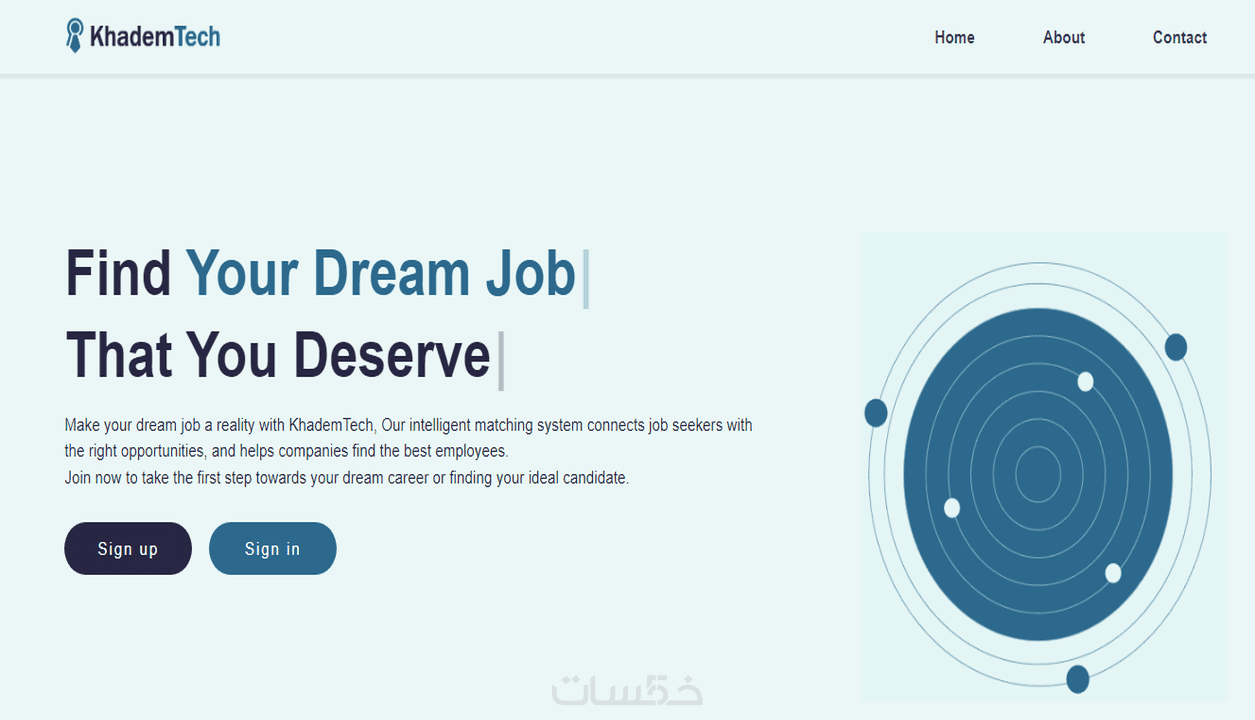 KhademTech
Home
About
Contact
Find Your Dream Job|
That You Deserve|
Make your dream job a reality with KhademTech, Our intelligent matching system connects job seekers with
the right opportunities, and helps companies find the best employees.
Join now to take the first step towards your dream career or finding your ideal candidate.
Sign up
Sign in
خمسات